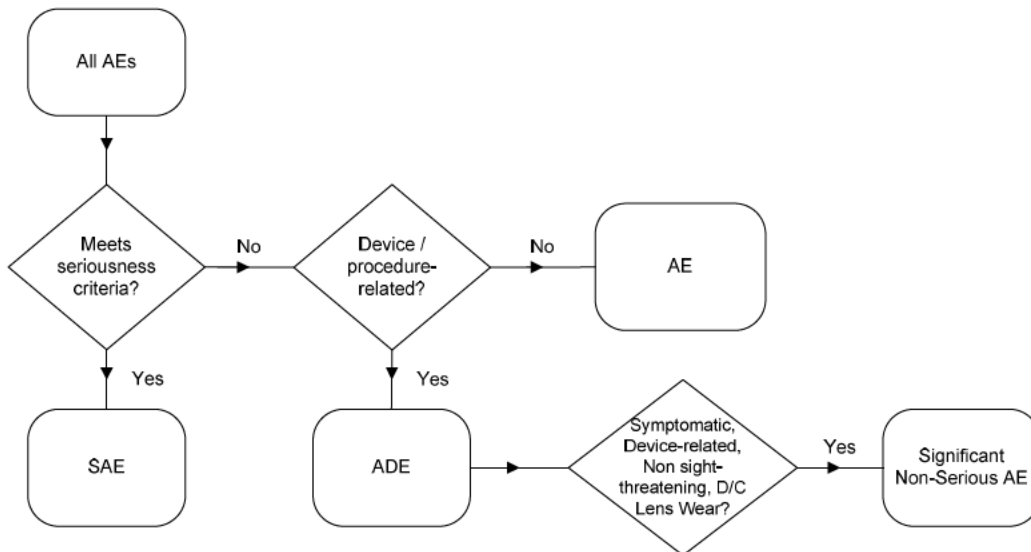 All AEs
Meets
seriousness
criteria?
No
Device /
procedure-
related?
No
AE
Yes
Yes
SAE
ADE
Symptomatic,
Device-related,
Non sight-
threatening, D/C
Lens Wear?
Yes
Significant
Non-Serious AE